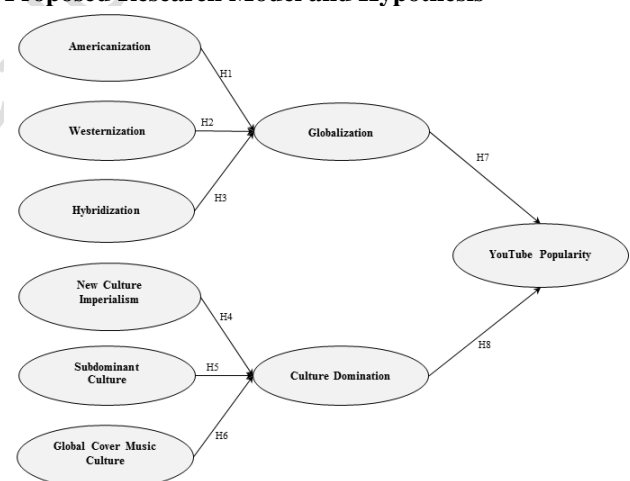 Proposed Research Model and Hypothesis
Americanization
H1
Westernization
H2
Globalization
Hybridization
H3
H7
YouTube Popularity
New Culture
Imperialism
H4
Subdominant
Culture
H5
Culture Domination
H8
Global Cover Music
Culture
H6